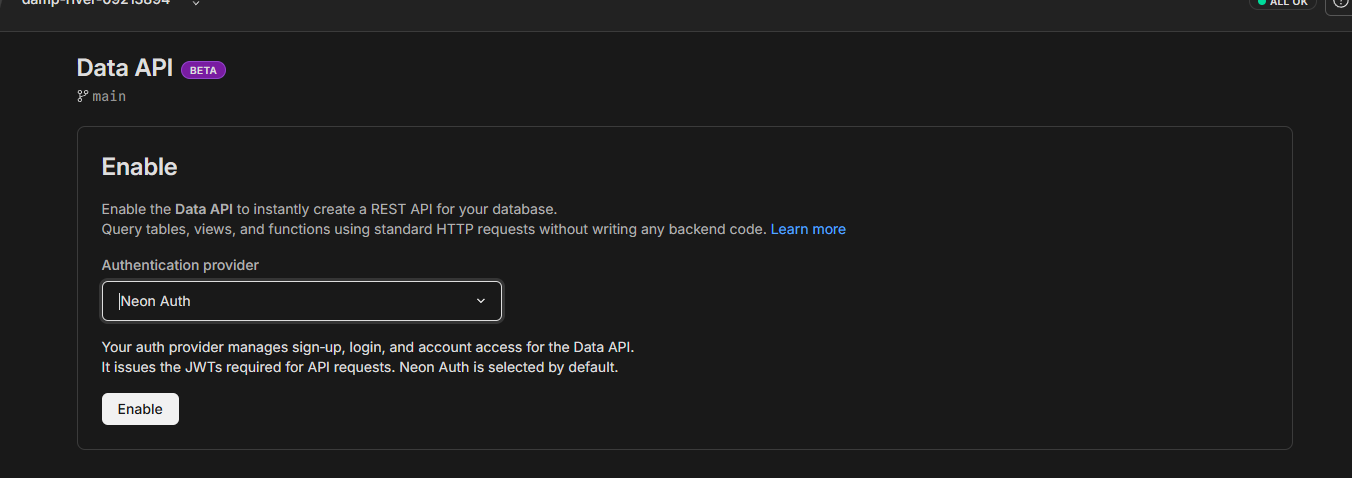 damp-river-09213894
ALL OK
Data API BETA
main
Enable
Enable the Data API to instantly create a REST API for your database.
Query tables, views, and functions using standard HTTP requests without writing any backend code. Learn more
Authentication provider
Neon Auth
Your auth provider manages sign-up, login, and account access for the Data API.
It issues the JWTs required for API requests. Neon Auth is selected by default.
Enable